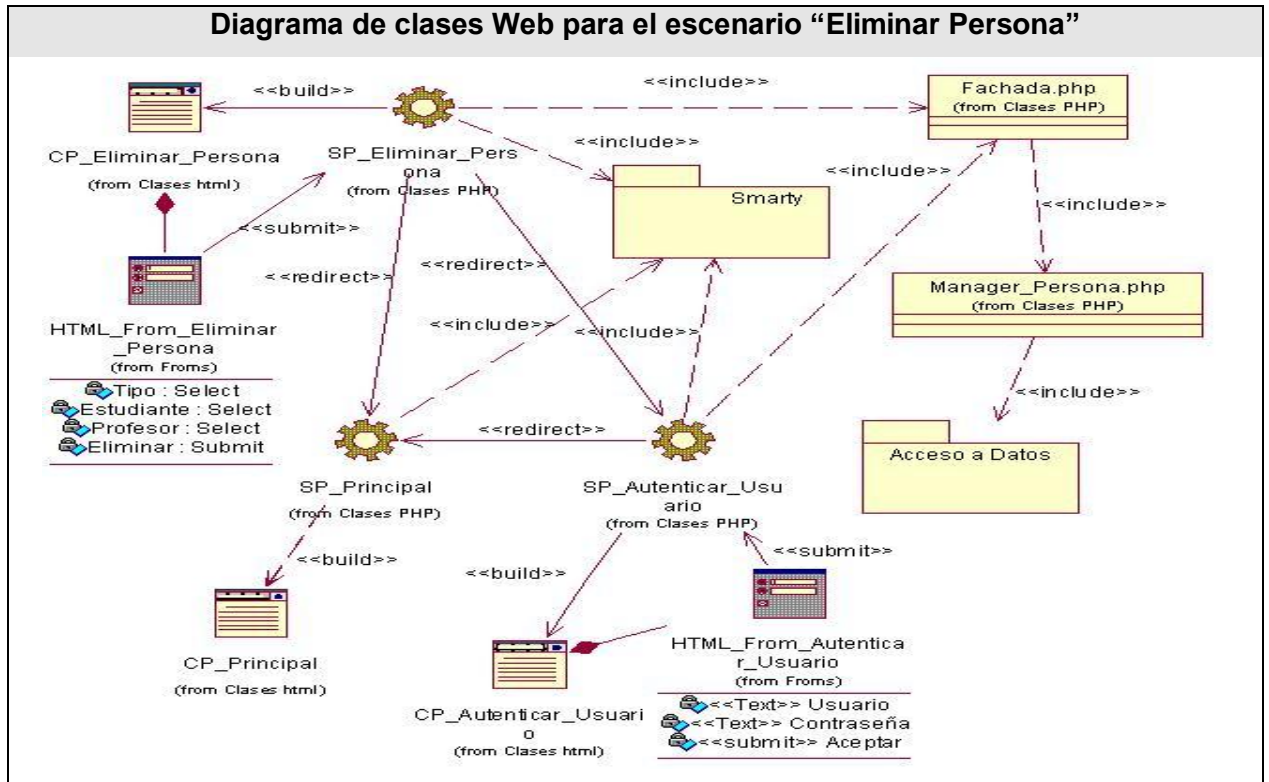 Diagrama de clases Web para el escenario “Eliminar Persona”
<<build>>
<<include>>
Fachada.php
(from Clases PHP)
CP_Eliminar_Persona
(from Clases html)
SP_Eliminar_Pers
ona
(from Clases PHP)
<<include>>
Smarty
<<include>>
<<include>>
<<submit>>
<<redirect>>
<<redirect>>
Manager_Persona.php
(from Clases PHP)
HTML_From_Eliminar
_Persona
(from Froms)
Tipo : Select
Estudiante : Select
Profesor : Select
Eliminar : Submit
<<include>>
<<include>>
<<include>>
<<redirect>>
Acceso a Datos
SP_Principal
(from Clases PHP)
SP_Autenticar_Usu
ario
(from Clases PHP)
<<build>>
<<build>>
<<submit>>
CP_Principal
(from Clases html)
HTML_From_Autentica
r_Usuario
(from Froms)
<<Text>> Usuario
<<Text>> Contraseña
<<submit>> Aceptar
CP_Autenticar_Usuari
o
(from Clases html)